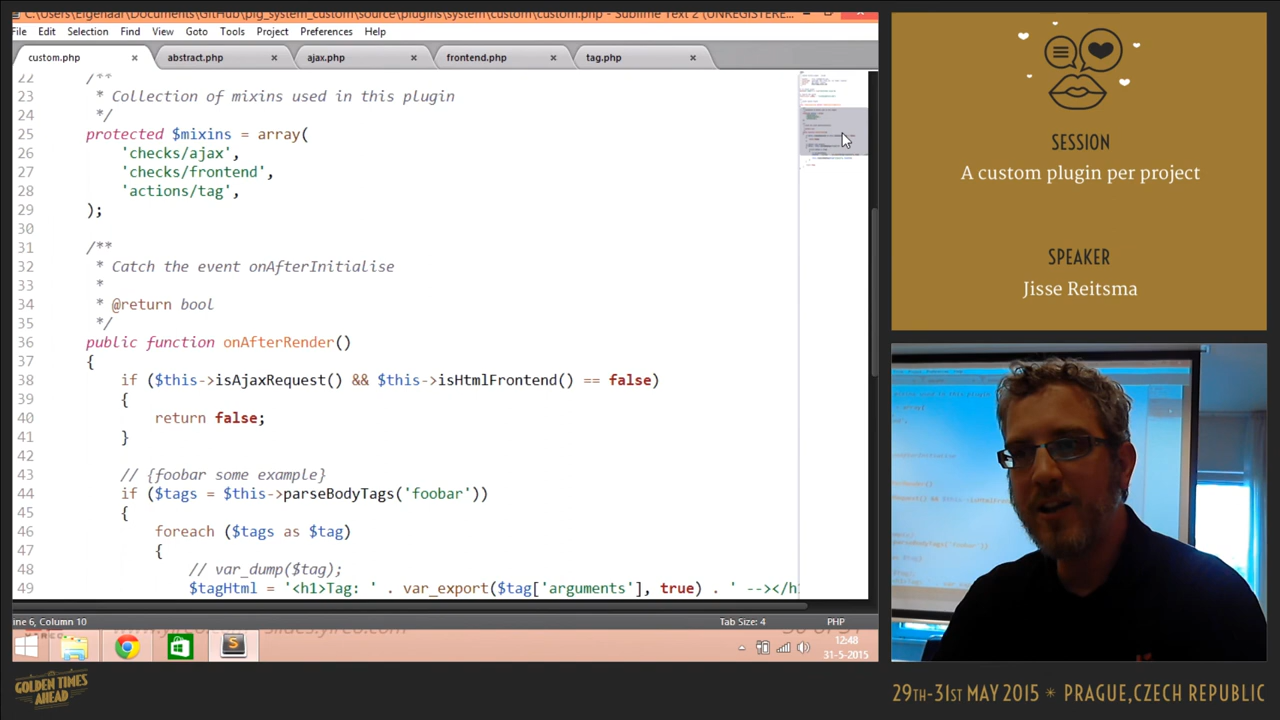 C:\Users\Eigenaar\Documents\GitHub\plg_system_custom\source\plugins\system\custom\custom.php - Sublime Text 2 (UNREGISTERE
File Edit Selection Find View Goto Tools Project Preferences Help
custom.php × abstract.php × ajax.php × frontend.php × tag.php ×
22 /**
23 * Collection of mixins used in this plugin
24 */
25 protected $mixins = array(
26 'checks/ajax',
27 'checks/frontend',
28 'actions/tag',
29 );
30
31 /**
32 * Catch the event onAfterInitialise
33 *
34 * @return bool
35 */
36 public function onAfterRender()
37 {
38 if ($this->isAjaxRequest() && $this->isHtmlFrontend() == false)
39 {
40 return false;
41 }
42
43 // {foobar some example}
44 if ($tags = $this->parseBodyTags('foobar'))
45 {
46 foreach ($tags as $tag)
47 {
48 // var_dump($tag);
49 $tagHtml = '<h1>Tag: ' . var_export($tag['arguments'], true) . ' --></h
ine 6, Column 10
Tab Size: 4 PHP
12:48
31-5-2015
SESSION
A custom plugin per project
SPEAKER
Jisse Reitsma
GOLDEN TIMES
AHEAD
29TH-31ST MAY 2015 * PRAGUE,CZECH REPUBLIC